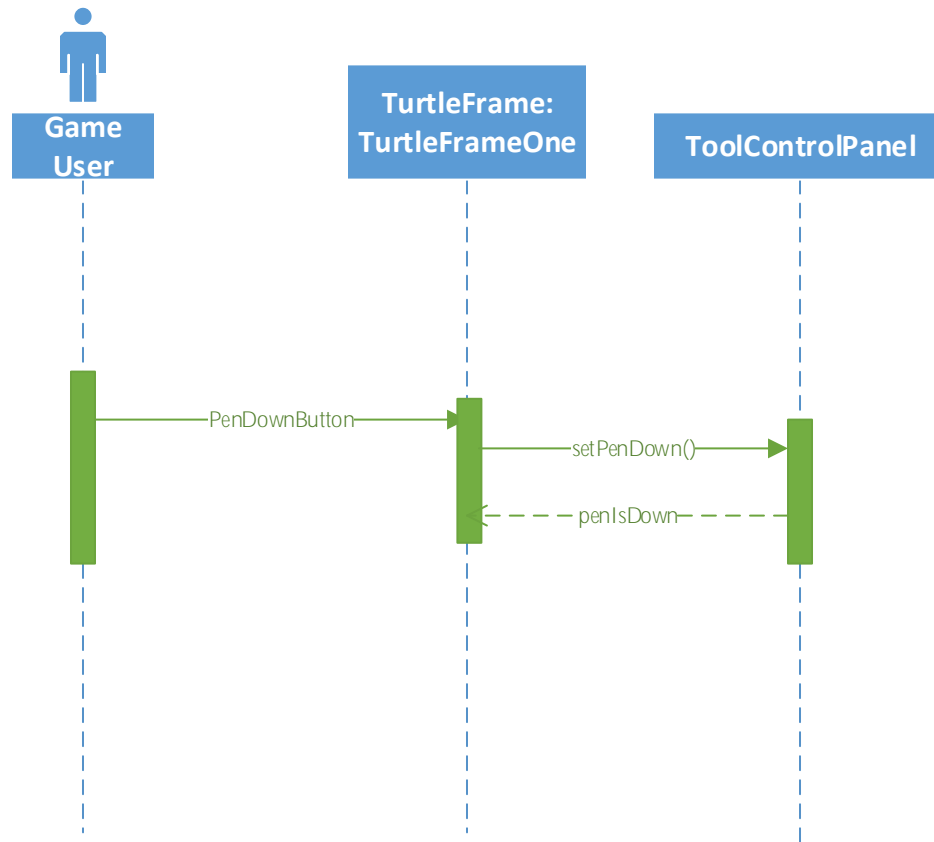 Game
User
TurtleFrame:
TurtleFrameOne
ToolControlPanel
PenDownButton
setPenDown()
penIsDown